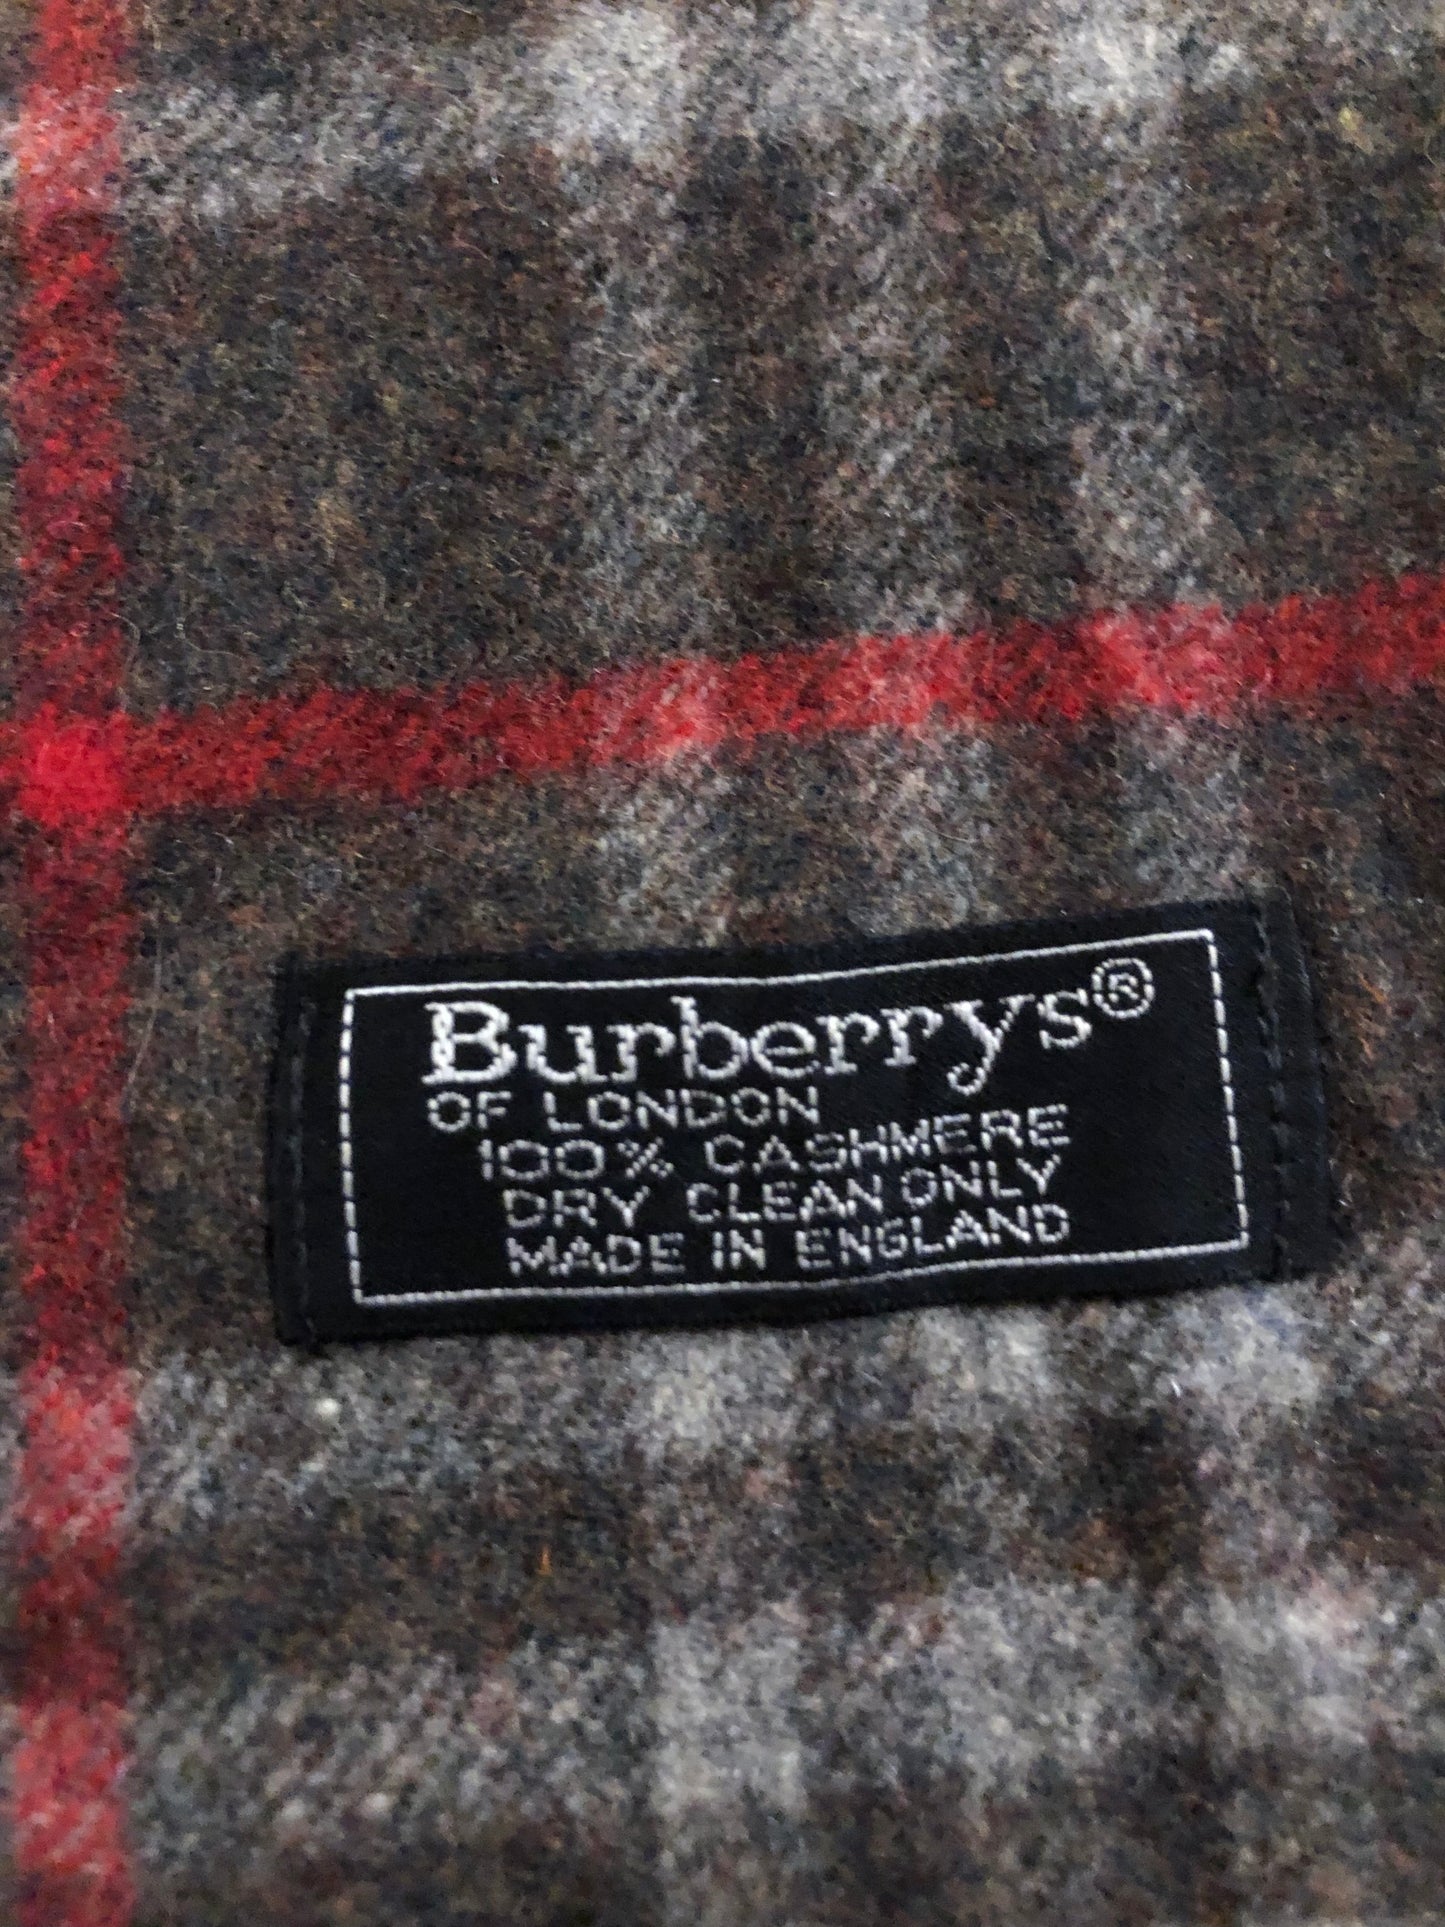 Burberrys®
OF LONDON
100% CASHMERE
DRY CLEAN ONLY
MADE IN ENGLAND